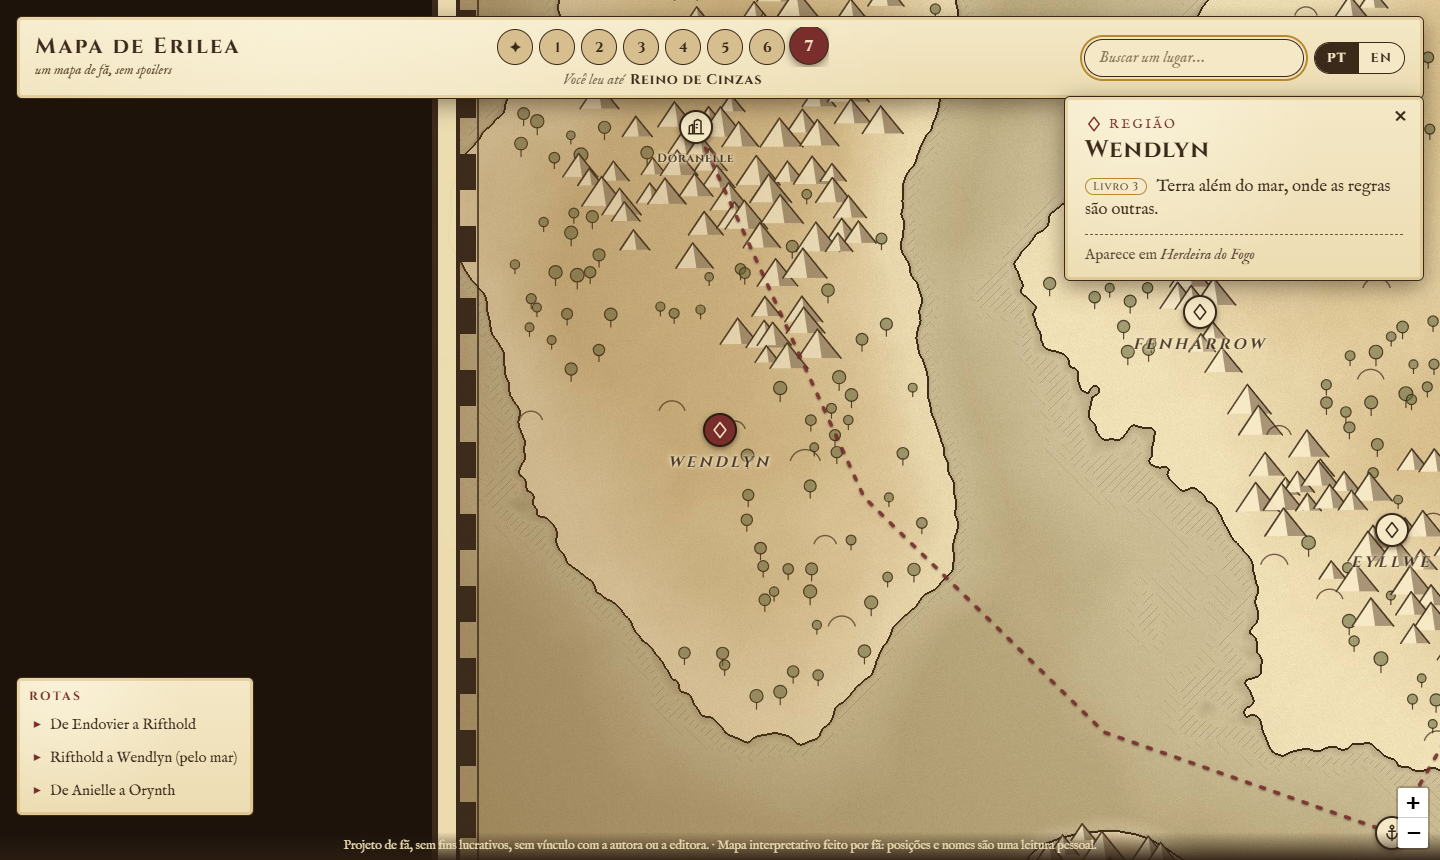 Mapa de Erilea
um mapa de fã, sem spoilers
✦ 1 2 3 4 5 6 7
Você leu até Reino de Cinzas
Buscar um lugar...
PT EN
◇ REGIÃO
×
Wendlyn
Livro 3 Terra além do mar, onde as regras
são outras.
Aparece em Herdeira do Fogo
Doranelle
FENHARROW
WENDLYN
EYLLWE
ROTAS
► De Endovier a Rifthold
► Rifthold a Wendlyn (pelo mar)
► De Anielle a Orynth
+
−
Projeto de fã, sem fins lucrativos, sem vínculo com a autora ou a editora. · Mapa interpretativo feito por fã: posições e nomes são uma leitura pessoal.